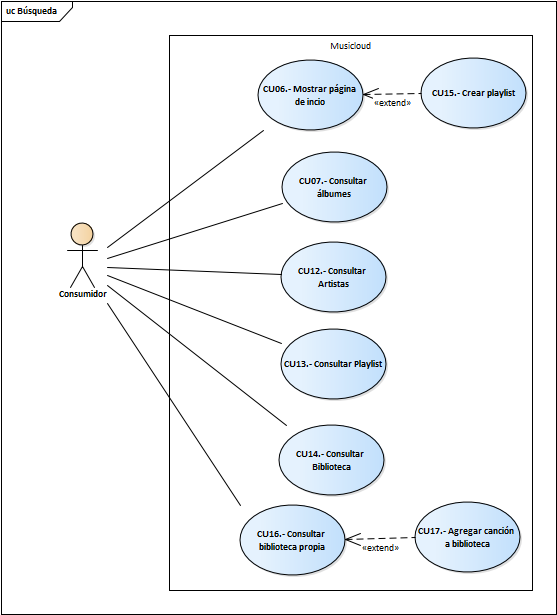 uc Búsqueda
Musicloud
CU06.- Mostrar página
de incio
CU15.- Crear playlist
«extend»
CU07.- Consultar
álbumes
CU12.- Consultar
Artistas
Consumidor
CU13.- Consultar Playlist
CU14.- Consultar
Biblioteca
CU16.- Consultar
biblioteca propia
CU17.- Agregar canción
a biblioteca
«extend»